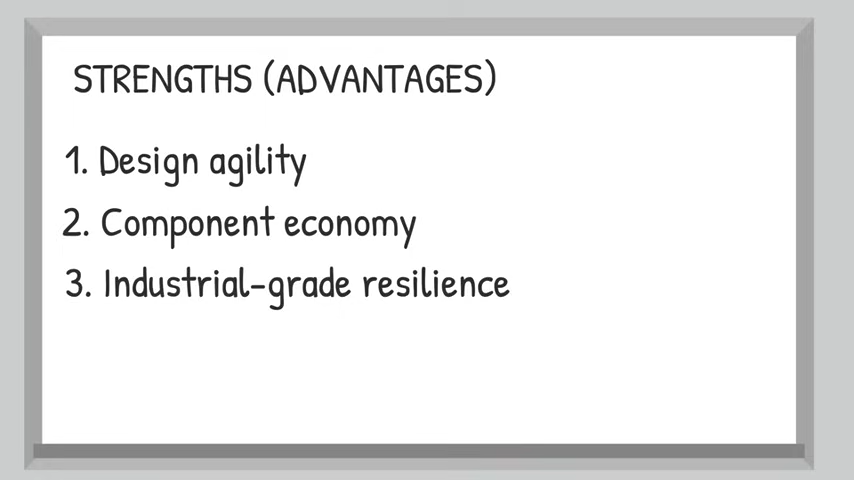 STRENGTHS (ADVANTAGES)
1. Design agility
2. Component economy
3. Industrial-grade resilience